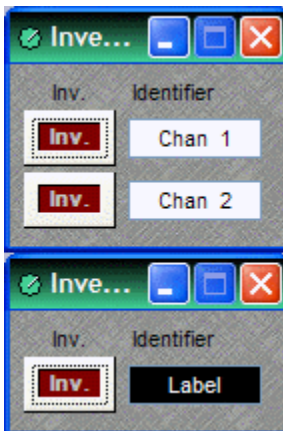 Inve...
Inv. Identifier
Inv. Chan 1
Inv. Chan 2
Inve...
Inv. Identifier
Inv. Label